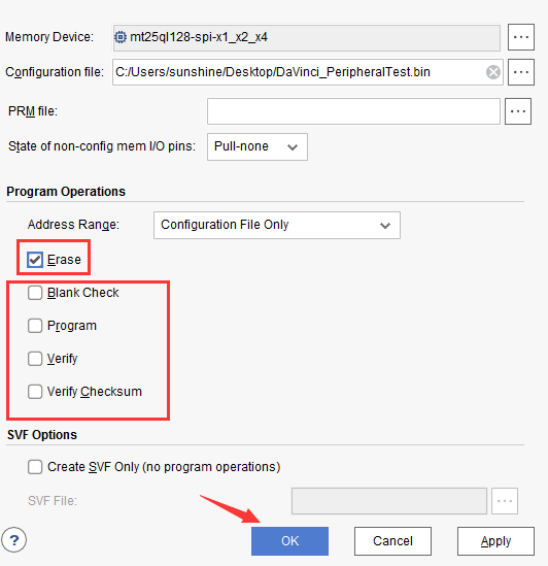 Memory Device: mt25ql128-spi-x1_x2_x4 ...
Configuration file: C:/Users/sunshine/Desktop/DaVinci_PeripheralTest.bin ...
PRM file: ...
State of non-config mem I/O pins: Pull-none
Program Operations
Address Range: Configuration File Only
Erase
Blank Check
Program
Verify
Verify Checksum
SVF Options
Create SVF Only (no program operations)
SVF File: ...
? OK Cancel Apply